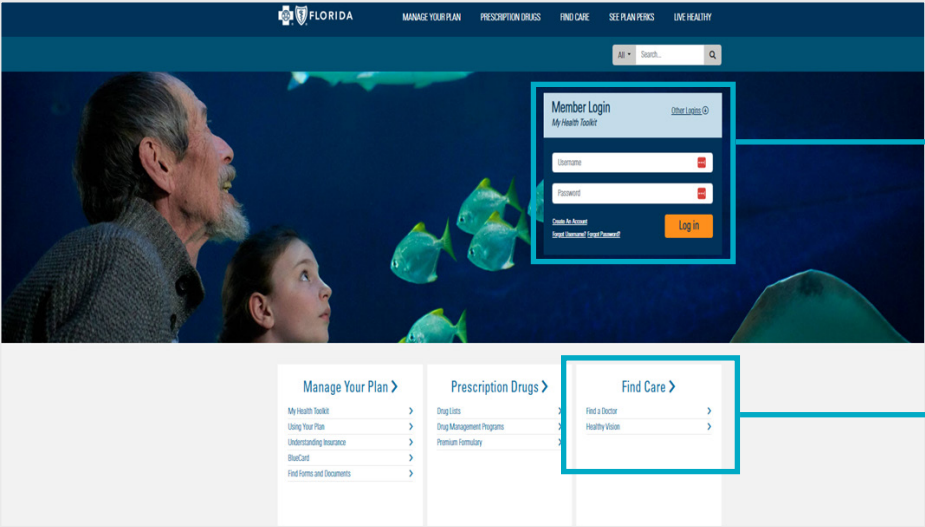 FLORIDA
MANAGE YOUR PLAN PRESCRIPTION DRUGS FIND CARE SEE PLAN PERKS LIVE HEALTHY
All Search...
Member Login
Other Logins
My Health Toolkit
Username
Password
Create An Account
Forgot Username? Forgot Password?
Log in
Manage Your Plan
My Health Toolkit
Using Your Plan
Understanding Insurance
BlueCard
Find Forms and Documents
Prescription Drugs
Drug Lists
Drug Management Programs
Premium Formulary
Find Care
Find a Doctor
Healthy Vision